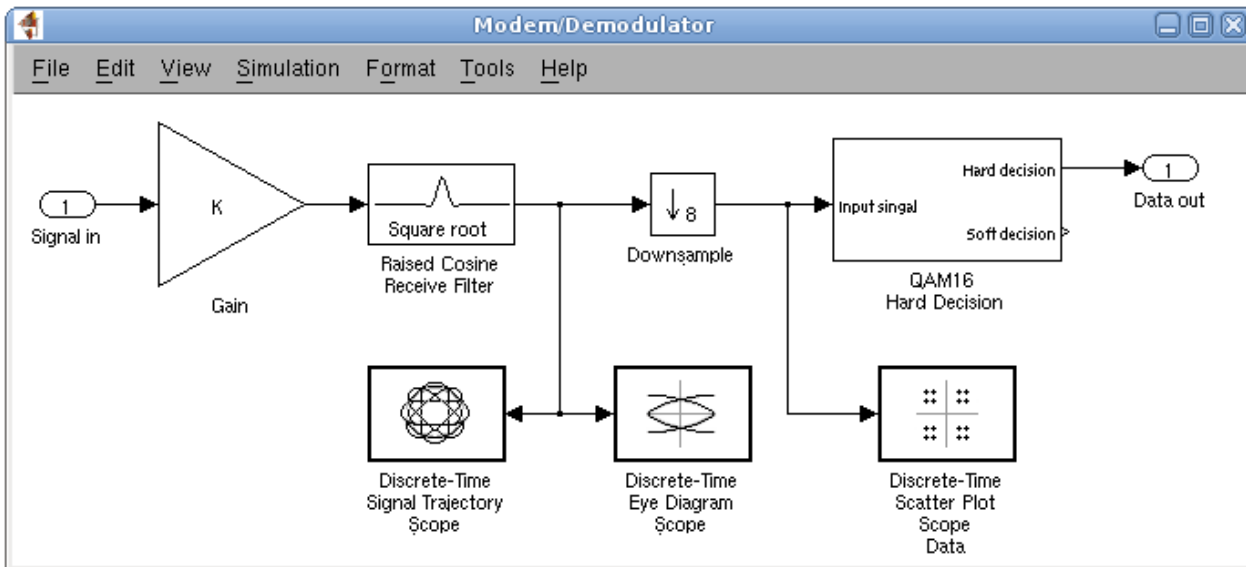 Modem/Demodulator
File Edit View Simulation Format Tools Help
1
Signal in
K
Gain
Square root
Raised Cosine
Receive Filter
8
Downsample
Input singal
Hard decision
Soft decision
QAM16
Hard Decision
1
Data out
Discrete-Time
Signal Trajectory
Scope
Discrete-Time
Eye Diagram
Scope
Discrete-Time
Scatter Plot
Scope
Data